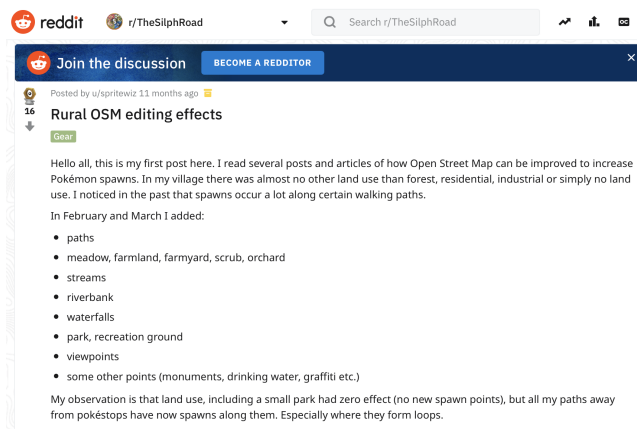 reddit
r/TheSilphRoad
Search r/TheSilphRoad
Join the discussion
BECOME A REDDITOR
Posted by u/spritewiz 11 months ago
16
Rural OSM editing effects
Gear
Hello all, this is my first post here. I read several posts and articles of how Open Street Map can be improved to increase
Pokémon spawns. In my village there was almost no other land use than forest, residential, industrial or simply no land
use. I noticed in the past that spawns occur a lot along certain walking paths.
In February and March I added:
• paths
• meadow, farmland, farmyard, scrub, orchard
• streams
• riverbank
• waterfalls
• park, recreation ground
• viewpoints
• some other points (monuments, drinking water, graffiti etc.)
My observation is that land use, including a small park had zero effect (no new spawn points), but all my paths away
from pokéstops have now spawns along them. Especially where they form loops.